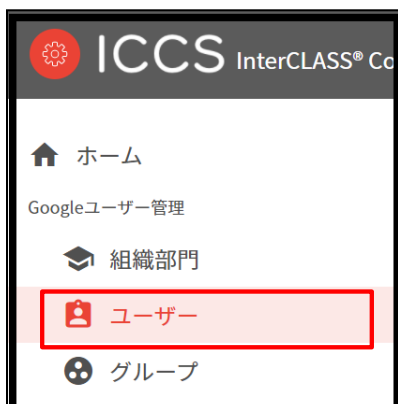 ICCS InterCLASS® Co
ホーム
Googleユーザー管理
組織部門
ユーザー
グループ